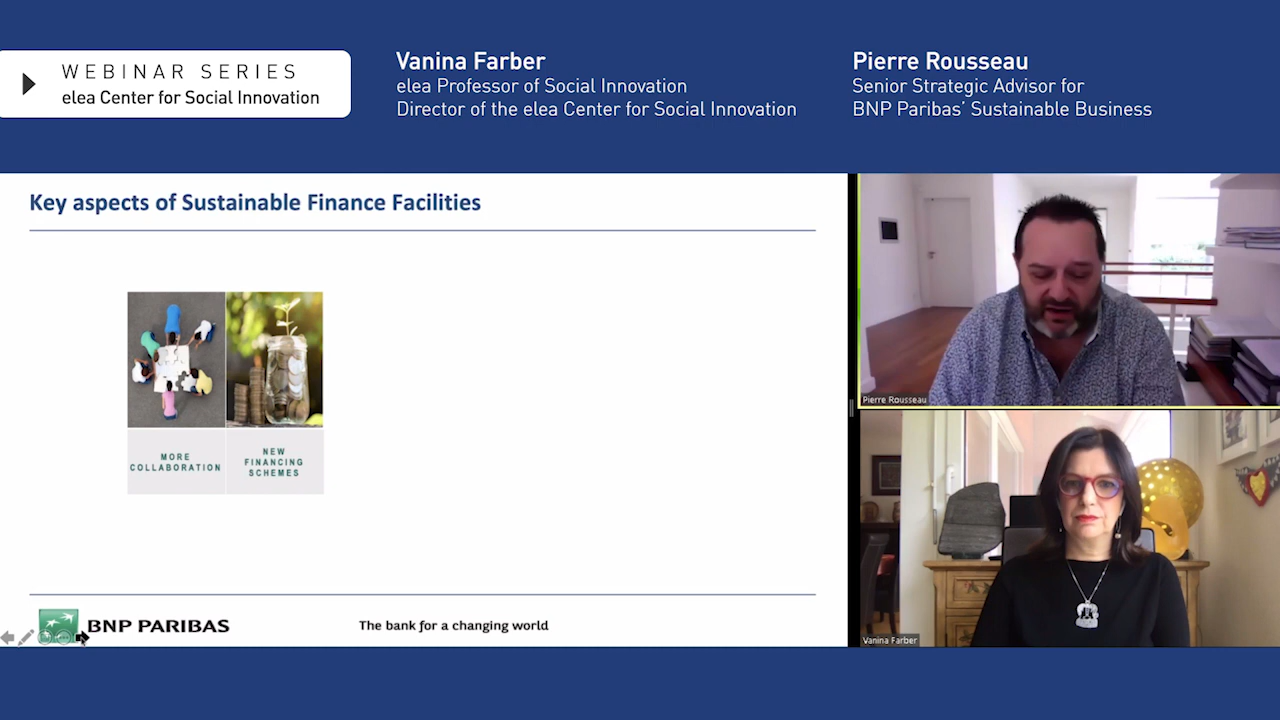 WEBINAR SERIES
elea Center for Social Innovation
Vanina Farber
elea Professor of Social Innovation
Director of the elea Center for Social Innovation
Pierre Rousseau
Senior Strategic Advisor for
BNP Paribas’ Sustainable Business
Key aspects of Sustainable Finance Facilities
MORE
COLLABORATION
NEW
FINANCING
SCHEMES
BNP PARIBAS
The bank for a changing world
Pierre Rousseau
Vanina Farber